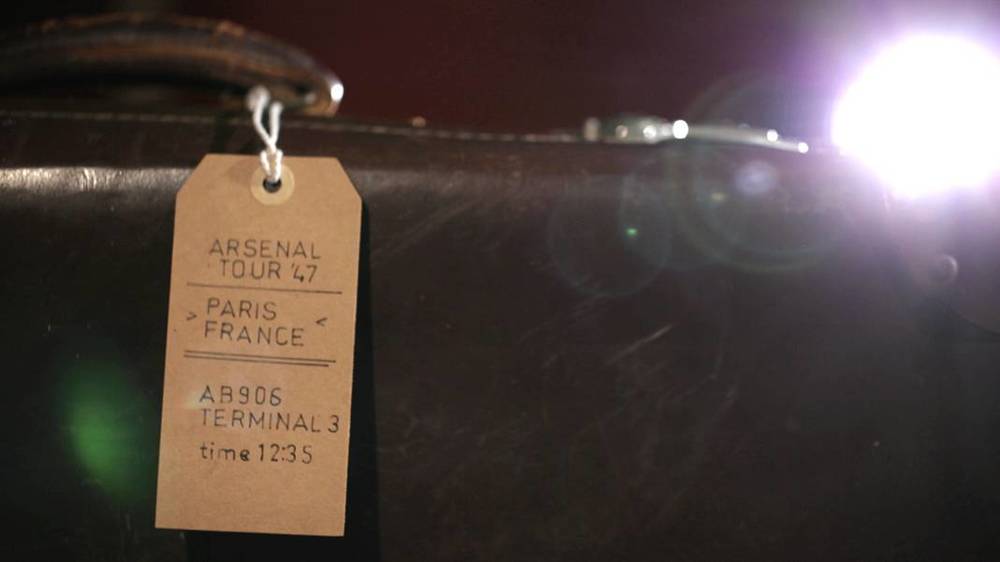 ARSENAL
TOUR '47
> PARIS <
FRANCE
AB906
TERMINAL 3
time 12:35